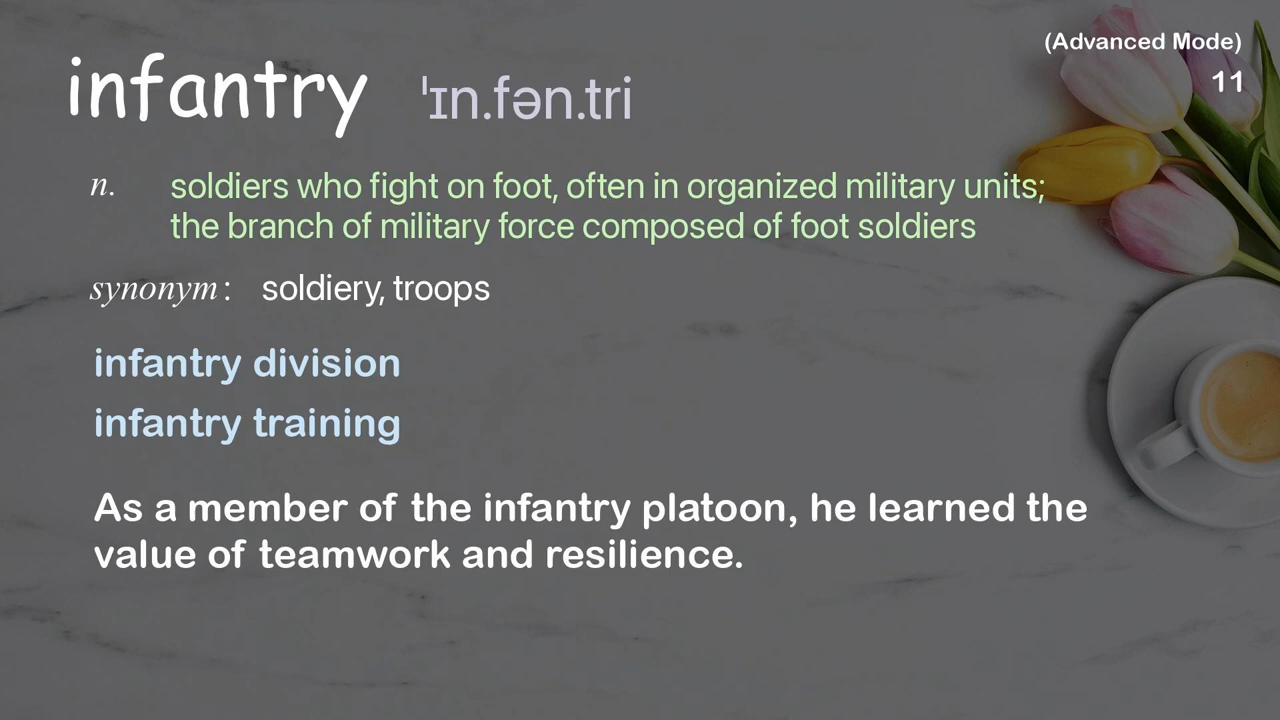 (Advanced Mode)
11
infantry ˈɪn.fən.tri
n. soldiers who fight on foot, often in organized military units;
the branch of military force composed of foot soldiers
synonym: soldiery, troops
infantry division
infantry training
As a member of the infantry platoon, he learned the
value of teamwork and resilience.